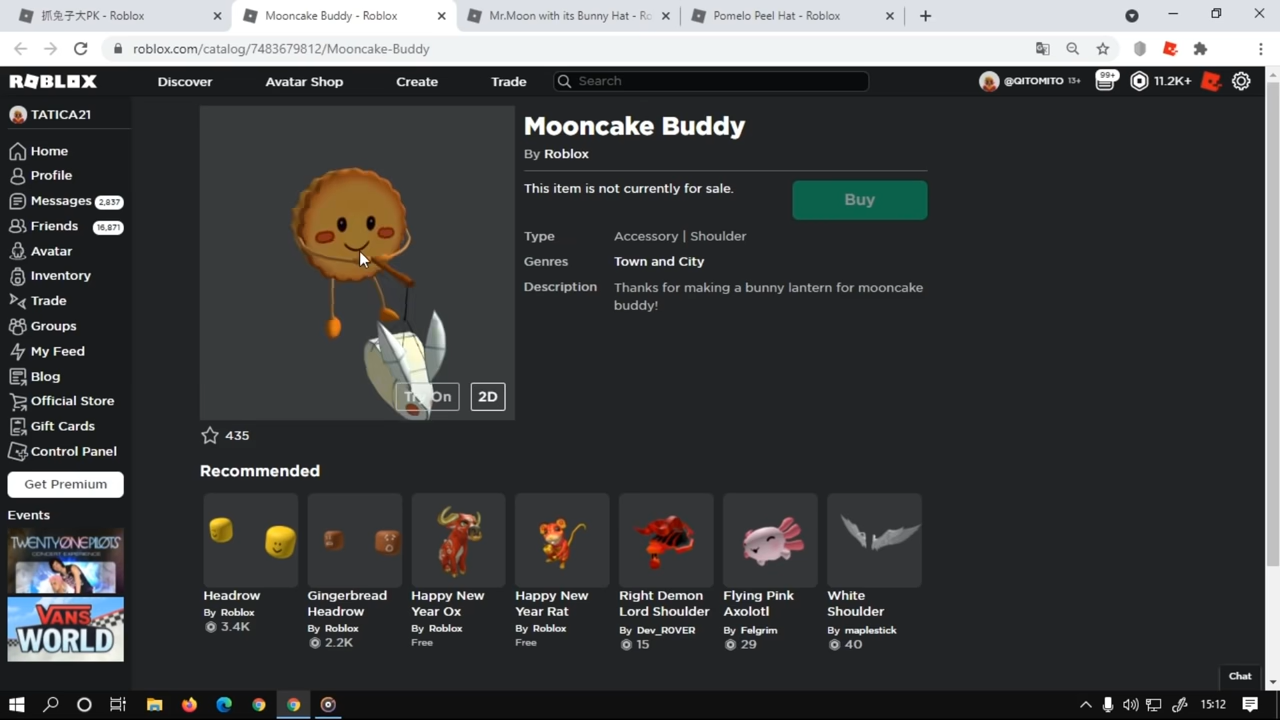 抓兔子大PK - Roblox
Mooncake Buddy - Roblox
Mr.Moon with its Bunny Hat - Ro
Pomelo Peel Hat - Roblox
roblox.com/catalog/7483679812/Mooncake-Buddy
ROBLOX
Discover
Avatar Shop
Create
Trade
Search
@QITOMITO 13+
99+
11.2K+
TATICA21
Home
Profile
Messages 2,837
Friends 16,871
Avatar
Inventory
Trade
Groups
My Feed
Blog
Official Store
Gift Cards
Control Panel
Get Premium
Events
TWENTY ONE PILOTS
CONCERT EXPERIENCE
VANS
WORLD
Mooncake Buddy
By Roblox
This item is not currently for sale.
Buy
Type Accessory | Shoulder
Genres Town and City
Description Thanks for making a bunny lantern for mooncake
buddy!
Try On
2D
435
Recommended
Headrow
By Roblox
3.4K
Gingerbread
Headrow
By Roblox
2.2K
Happy New
Year Ox
By Roblox
Free
Happy New
Year Rat
By Roblox
Free
Right Demon
Lord Shoulder
By Dev_R0VER
15
Flying Pink
Axolotl
By Felgrim
29
White
Shoulder
By maplestick
40
Chat
15:12